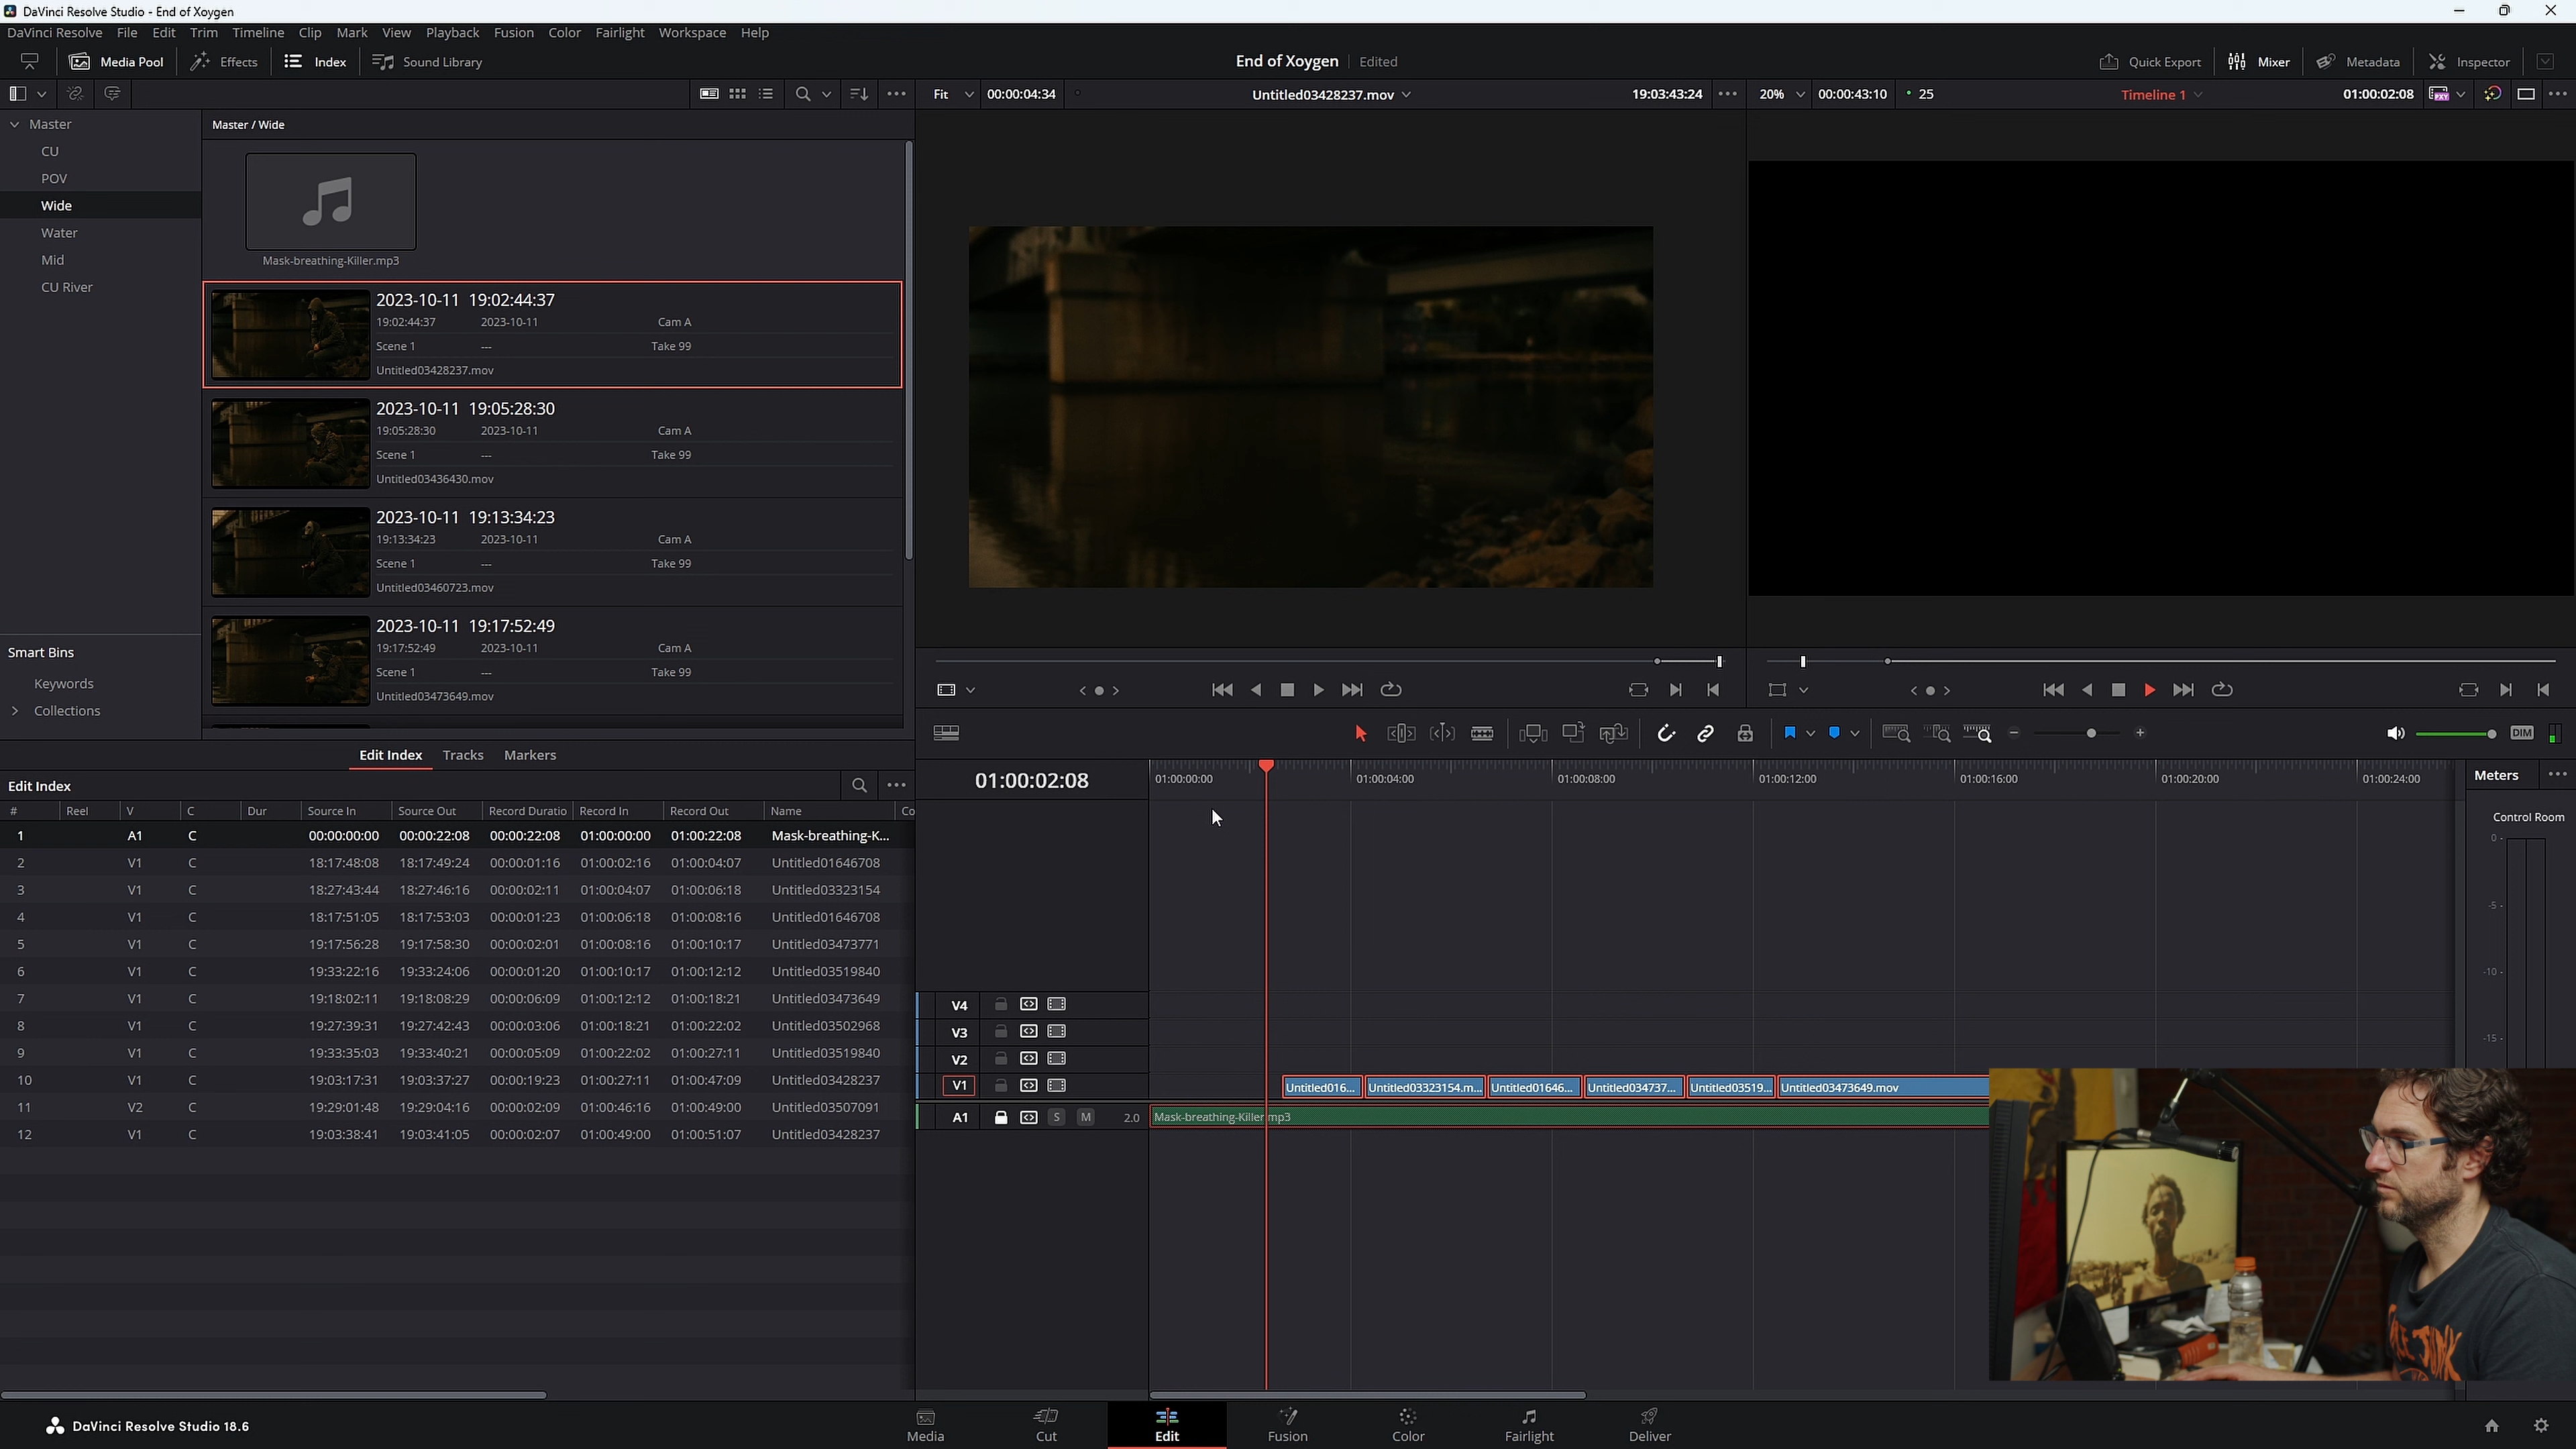 DaVinci Resolve Studio - End of Xoygen
DaVinci Resolve File Edit Trim Timeline Clip Mark View Playback Fusion Color Fairlight Workspace Help
Media Pool Effects Index Sound Library End of Xoygen Edited Quick Export Mixer Metadata Inspector
Fit 00:00:04:34 Untitled03428237.mov 19:03:43:24 20% 00:00:43:10 25 Timeline 1 01:00:02:08
Master
CU
POV
Wide
Water
Mid
CU River
Smart Bins
Keywords
Collections
Master / Wide
Mask-breathing-Killer.mp3
2023-10-11 19:02:44:37
19:02:44:37 2023-10-11 Cam A
Scene 1 --- Take 99
Untitled03428237.mov
2023-10-11 19:05:28:30
19:05:28:30 2023-10-11 Cam A
Scene 1 --- Take 99
Untitled03436430.mov
2023-10-11 19:13:34:23
19:13:34:23 2023-10-11 Cam A
Scene 1 --- Take 99
Untitled03460723.mov
2023-10-11 19:17:52:49
19:17:52:49 2023-10-11 Cam A
Scene 1 --- Take 99
Untitled03473649.mov
DIM
Edit Index Tracks Markers
Edit Index
# Reel V C Dur Source In Source Out Record Duratio Record In Record Out Name Co
1 A1 C 00:00:00:00 00:00:22:08 00:00:22:08 01:00:00:00 01:00:22:08 Mask-breathing-K...
2 V1 C 18:17:48:08 18:17:49:24 00:00:01:16 01:00:02:16 01:00:04:07 Untitled01646708
3 V1 C 18:27:43:44 18:27:46:16 00:00:02:11 01:00:04:07 01:00:06:18 Untitled03323154
4 V1 C 18:17:51:05 18:17:53:03 00:00:01:23 01:00:06:18 01:00:08:16 Untitled01646708
5 V1 C 19:17:56:28 19:17:58:30 00:00:02:01 01:00:08:16 01:00:10:17 Untitled03473771
6 V1 C 19:33:22:16 19:33:24:06 00:00:01:20 01:00:10:17 01:00:12:12 Untitled03519840
7 V1 C 19:18:02:11 19:18:08:29 00:00:06:09 01:00:12:12 01:00:18:21 Untitled03473649
8 V1 C 19:27:39:31 19:27:42:43 00:00:03:06 01:00:18:21 01:00:22:02 Untitled03502968
9 V1 C 19:33:35:03 19:33:40:21 00:00:05:09 01:00:22:02 01:00:27:11 Untitled03519840
10 V1 C 19:03:17:31 19:03:37:27 00:00:19:23 01:00:27:11 01:00:47:09 Untitled03428237
11 V2 C 19:29:01:48 19:29:04:16 00:00:02:09 01:00:46:16 01:00:49:00 Untitled03507091
12 V1 C 19:03:38:41 19:03:41:05 00:00:02:07 01:00:49:00 01:00:51:07 Untitled03428237
01:00:02:08
01:00:00:00 01:00:04:00 01:00:08:00 01:00:12:00 01:00:16:00 01:00:20:00 01:00:24:00
V4
V3
V2
V1 Untitled016... Untitled03323154.m... Untitled01646... Untitled034737... Untitled03519... Untitled03473649.mov
A1 S M 2.0 Mask-breathing-Killer.mp3
Meters
Control Room
0
-5
-10
-15
DaVinci Resolve Studio 18.6
Media Cut Edit Fusion Color Fairlight Deliver